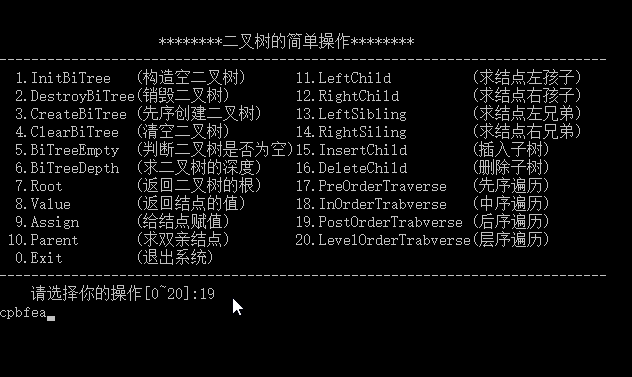 ********二叉树的简单操作********
1.InitBiTree (构造空二叉树) 11.LeftChild (求结点左孩子)
2.DestroyBiTree(销毁二叉树) 12.RightChild (求结点右孩子)
3.CreateBiTree (先序创建二叉树) 13.LeftSibling (求结点左兄弟)
4.ClearBiTree (清空二叉树) 14.RightSiling (求结点右兄弟)
5.BiTreeEmpty (判断二叉树是否为空)15.InsertChild (插入子树)
6.BiTreeDepth (求二叉树的深度) 16.DeleteChild (删除子树)
7.Root (返回二叉树的根) 17.PreOrderTraverse (先序遍历)
8.Value (返回结点的值) 18.InOrderTraverse (中序遍历)
9.Assign (给结点赋值) 19.PostOrderTrabverse (后序遍历)
10.Parent (求双亲结点) 20.LevelOrderTrabverse(层序遍历)
0.Exit (退出系统)
请选择你的操作[0~20]:19
cpbfea